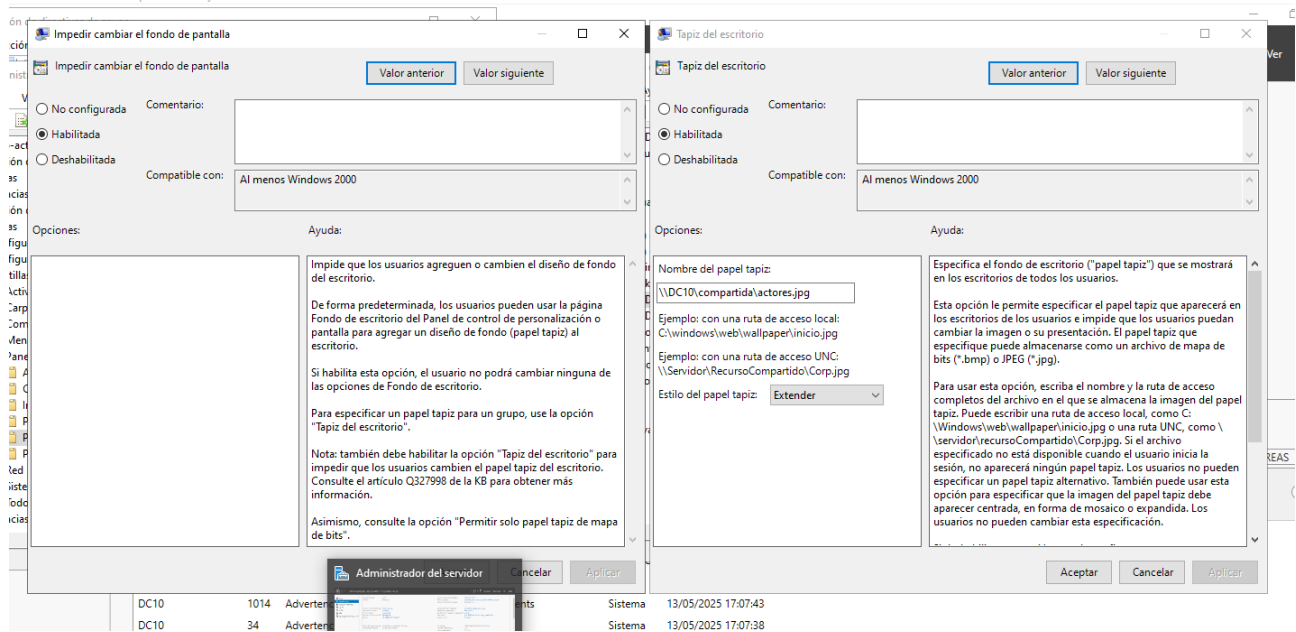 Impedir cambiar el fondo de pantalla
Impedir cambiar el fondo de pantalla
Valor anterior
Valor siguiente
No configurada
Habilitada
Deshabilitada
Comentario:
Compatible con:
Al menos Windows 2000
Opciones:
Ayuda:
Impide que los usuarios agreguen o cambien el diseño de fondo
del escritorio.
De forma predeterminada, los usuarios pueden usar la página
Fondo de escritorio del Panel de control de personalización o
pantalla para agregar un diseño de fondo (papel tapiz) al
escritorio.
Si habilita esta opción, el usuario no podrá cambiar ninguna de
las opciones de Fondo de escritorio.
Para especificar un papel tapiz para un grupo, use la opción
"Tapiz del escritorio".
Nota: también debe habilitar la opción "Tapiz del escritorio" para
impedir que los usuarios cambien el papel tapiz del escritorio.
Consulte el artículo Q327998 de la KB para obtener más
información.
Asimismo, consulte la opción "Permitir solo papel tapiz de mapa
de bits".
Cancelar
Aplicar
Tapiz del escritorio
Tapiz del escritorio
Valor anterior
Valor siguiente
No configurada
Habilitada
Deshabilitada
Comentario:
Compatible con:
Al menos Windows 2000
Opciones:
Ayuda:
Nombre del papel tapiz:
\\DC10\compartida\actores.jpg
Ejemplo: con una ruta de acceso local:
C:\windows\web\wallpaper\inicio.jpg
Ejemplo: con una ruta de acceso UNC:
\\Servidor\RecursoCompartido\Corp.jpg
Estilo del papel tapiz: Extender
Especifica el fondo de escritorio ("papel tapiz") que se mostrará
en los escritorios de todos los usuarios.
Esta opción le permite especificar el papel tapiz que aparecerá en
los escritorios de los usuarios e impide que los usuarios puedan
cambiar la imagen o su presentación. El papel tapiz que
especifique puede almacenarse como un archivo de mapa de
bits (*.bmp) o JPEG (*.jpg).
Para usar esta opción, escriba el nombre y la ruta de acceso
completos del archivo en el que se almacena la imagen del papel
tapiz. Puede escribir una ruta de acceso local, como C:
\Windows\web\wallpaper\inicio.jpg o una ruta UNC, como \
\servidor\recursoCompartido\Corp.jpg. Si el archivo
especificado no está disponible cuando el usuario inicia la
sesión, no aparecerá ningún papel tapiz. Los usuarios no pueden
especificar un papel tapiz alternativo. También puede usar esta
opción para especificar que la imagen del papel tapiz debe
aparecer centrada, en forma de mosaico o expandida. Los
usuarios no pueden cambiar esta especificación.
Aceptar
Cancelar
Aplicar
Ver
Administrador del servidor
DC10 1014 Advertenc Sistema 13/05/2025 17:07:43
DC10 34 Advertenc Sistema 13/05/2025 17:07:38